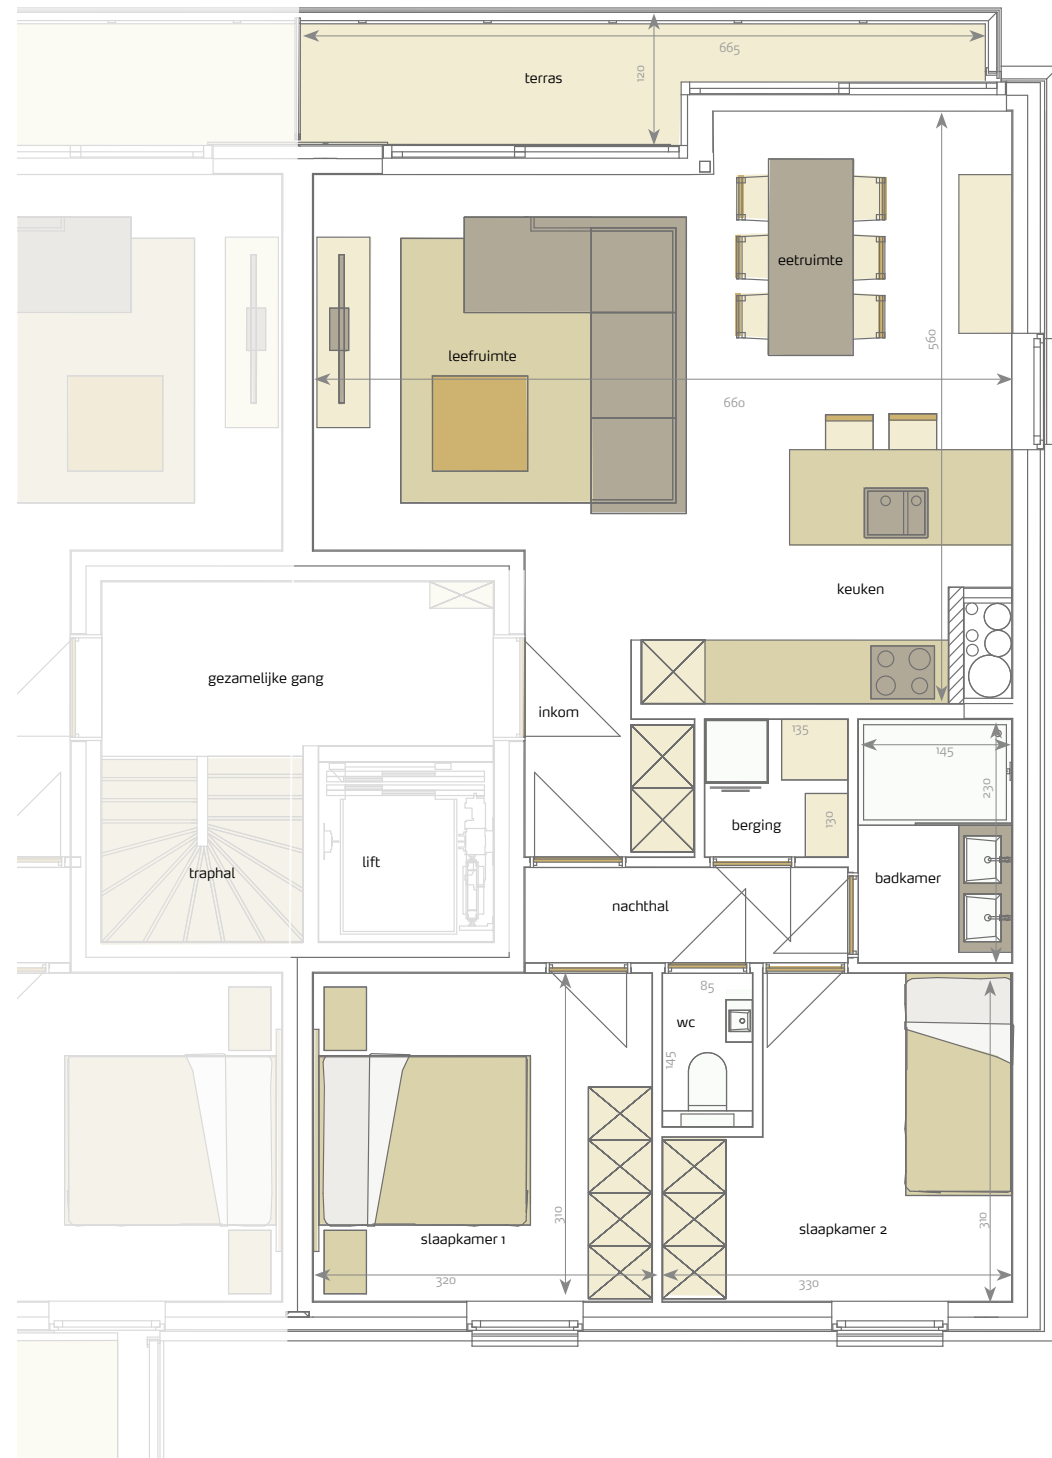 665
120
terras
eetruimte
560
leefruimte
660
keuken
gezamelijke gang
inkom
135
145
230
130
berging
lift
traphal
badkamer
nachthal
85
wc
145
310
slaapkamer 1
310
slaapkamer 2
320
330